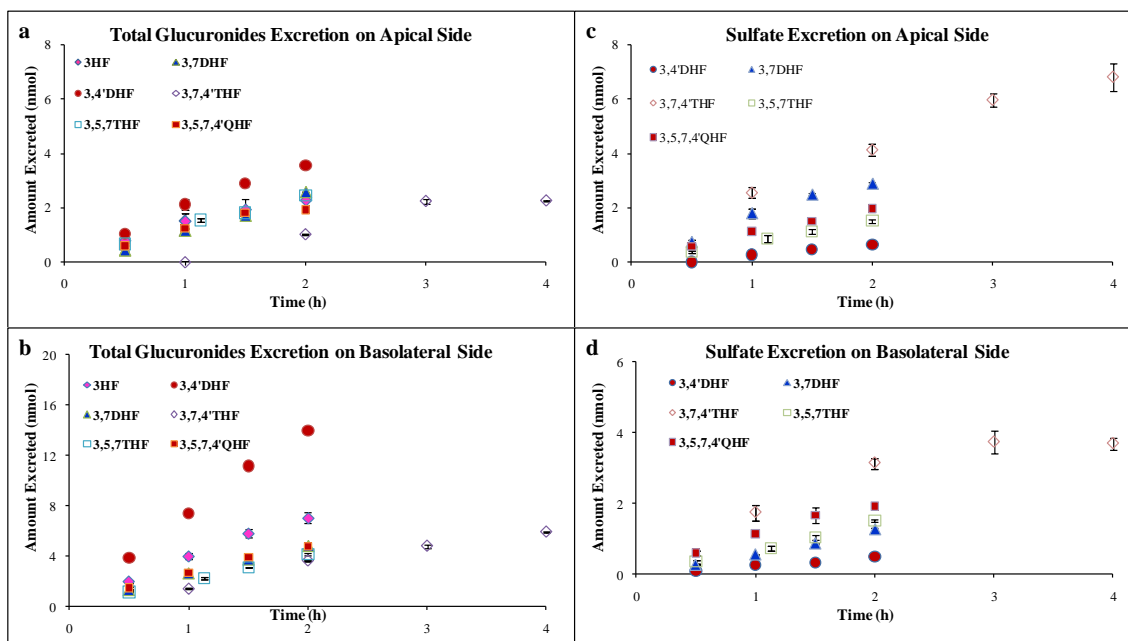 a
Total Glucuronides Excretion on Apical Side
3HF 3,7DHF
3,4'DHF 3,7,4'THF
3,5,7THF 3,5,7,4'QHF
Amount Excreted (nmol)
8
6
4
2
0
0 1 2 3 4
Time (h)
c
Sulfate Excretion on Apical Side
3,4'DHF 3,7DHF
3,7,4'THF 3,5,7THF
3,5,7,4'QHF
Amount Excreted (nmol)
8
6
4
2
0
0 1 2 3 4
Time (h)
b
Total Glucuronides Excretion on Basolateral Side
3HF 3,4'DHF
3,7DHF 3,7,4'THF
3,5,7THF 3,5,7,4'QHF
Amount Excreted (nmol)
20
16
12
8
4
0
0 1 2 3 4
Time (h)
d
Sulfate Excretion on Basolateral Side
3,4'DHF 3,7DHF
3,7,4'THF 3,5,7THF
3,5,7,4'QHF
Amount Excreted (nmol)
6
4
2
0
0 1 2 3 4
Time (h)